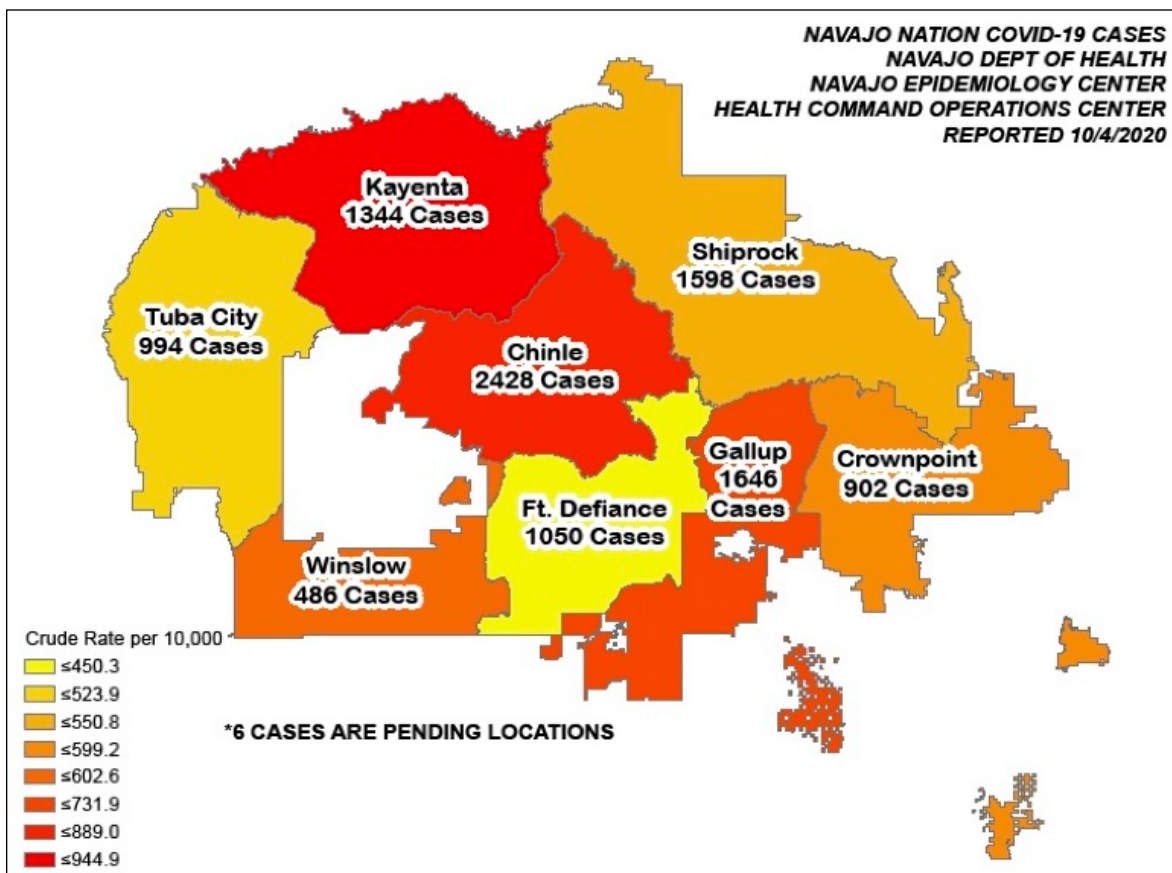 NAVAJO NATION COVID-19 CASES
NAVAJO DEPT OF HEALTH
NAVAJO EPIDEMIOLOGY CENTER
HEALTH COMMAND OPERATIONS CENTER
REPORTED 10/4/2020
Kayenta
1344 Cases
Shiprock
1598 Cases
Tuba City
994 Cases
Chinle
2428 Cases
Gallup
1646
Cases
Crownpoint
902 Cases
Ft. Defiance
1050 Cases
Winslow
486 Cases
Crude Rate per 10,000
≤450.3
≤523.9
≤550.8
≤599.2
≤602.6
≤731.9
≤889.0
≤944.9
*6 CASES ARE PENDING LOCATIONS